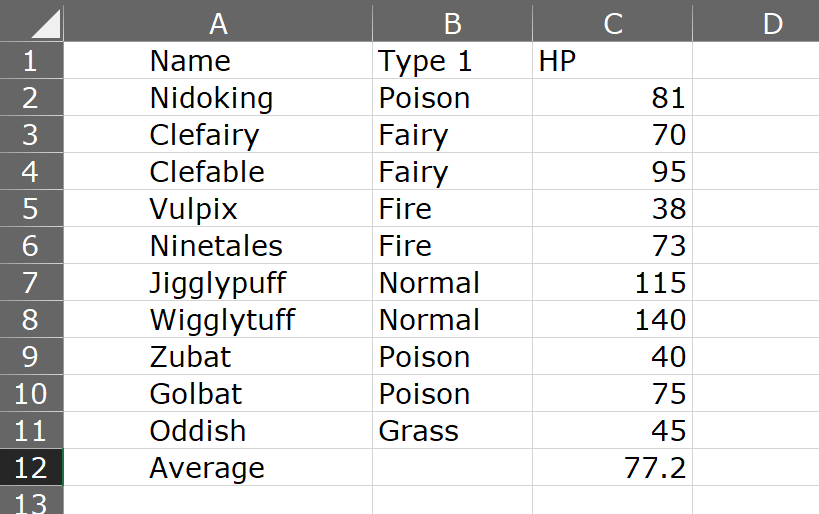 A B C D
1 Name Type 1 HP
2 Nidoking Poison 81
3 Clefairy Fairy 70
4 Clefable Fairy 95
5 Vulpix Fire 38
6 Ninetales Fire 73
7 Jigglypuff Normal 115
8 Wigglytuff Normal 140
9 Zubat Poison 40
10 Golbat Poison 75
11 Oddish Grass 45
12 Average 77.2
13